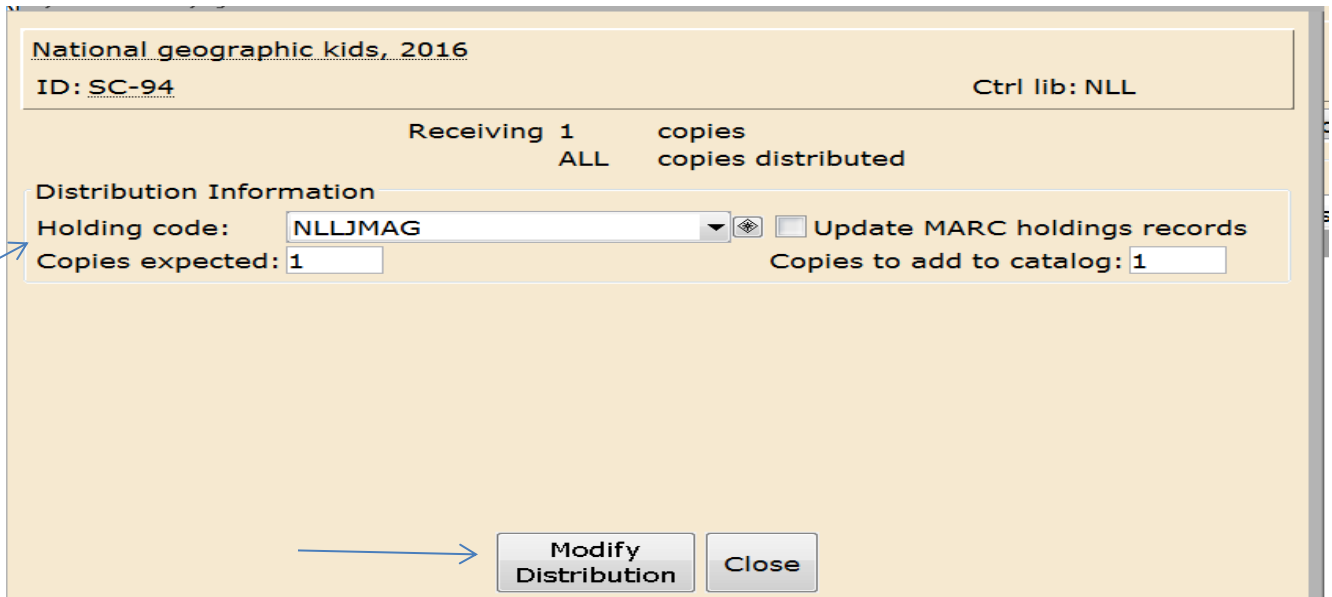 National geographic kids, 2016
ID: SC-94 Ctrl lib: NLL
Receiving 1 copies
ALL copies distributed
Distribution Information
Holding code: NLLJMAG Update MARC holdings records
Copies expected: 1 Copies to add to catalog: 1
Modify
Distribution
Close